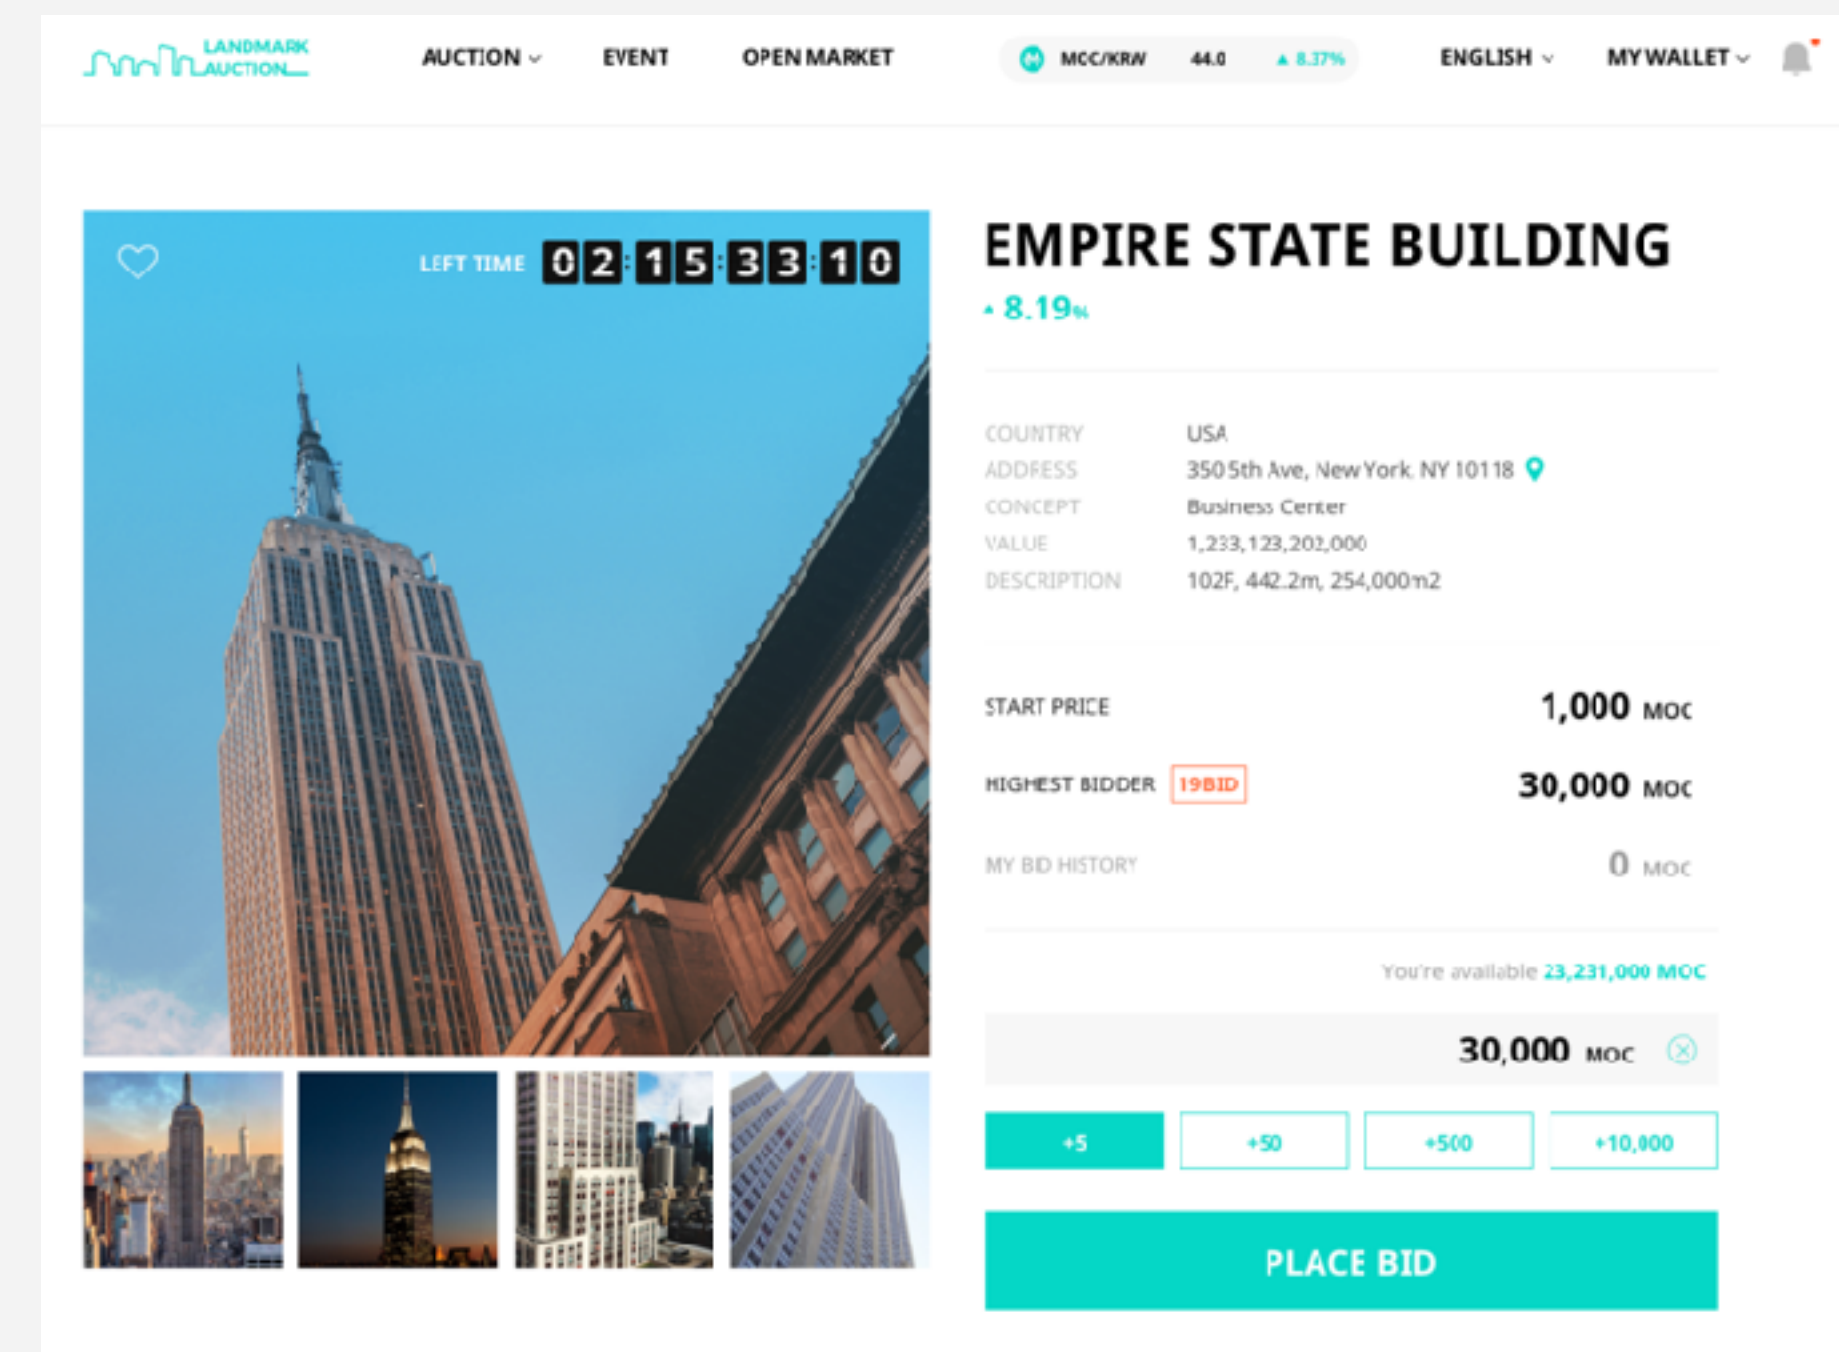 LANDMARK
AUCTION
AUCTION
EVENT
OPEN MARKET
MOC/KRW 44.0 ▲ 8.37%
ENGLISH
MY WALLET
LEFT TIME 02:15:33:10
EMPIRE STATE BUILDING
▲ 8.19%
COUNTRY USA
ADDRESS 350 5th Ave, New York, NY 10118
CONCEPT Business Center
VALUE 1,233,123,202,000
DESCRIPTION 102F, 442.2m, 254,000m2
START PRICE 1,000 MOC
HIGHEST BIDDER 19BID 30,000 MOC
MY BID HISTORY 0 MOC
You're available 23,231,000 MOC
30,000 MOC
+5 +50 +500 +10,000
PLACE BID